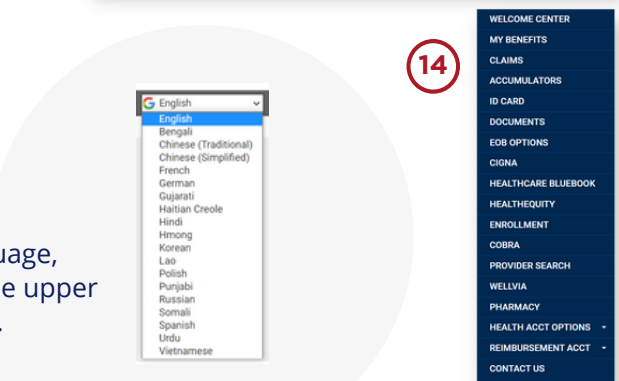 uage,
e upper
.
English
English
Bengali
Chinese (Traditional)
Chinese (Simplified)
French
German
Gujarati
Haitian Creole
Hindi
Hmong
Korean
Lao
Polish
Punjabi
Russian
Somali
Spanish
Urdu
Vietnamese
14
WELCOME CENTER
MY BENEFITS
CLAIMS
ACCUMULATORS
ID CARD
DOCUMENTS
EOB OPTIONS
CIGNA
HEALTHCARE BLUEBOOK
HEALTHEQUITY
ENROLLMENT
COBRA
PROVIDER SEARCH
WELLVIA
PHARMACY
HEALTH ACCT OPTIONS
REIMBURSEMENT ACCT
CONTACT US